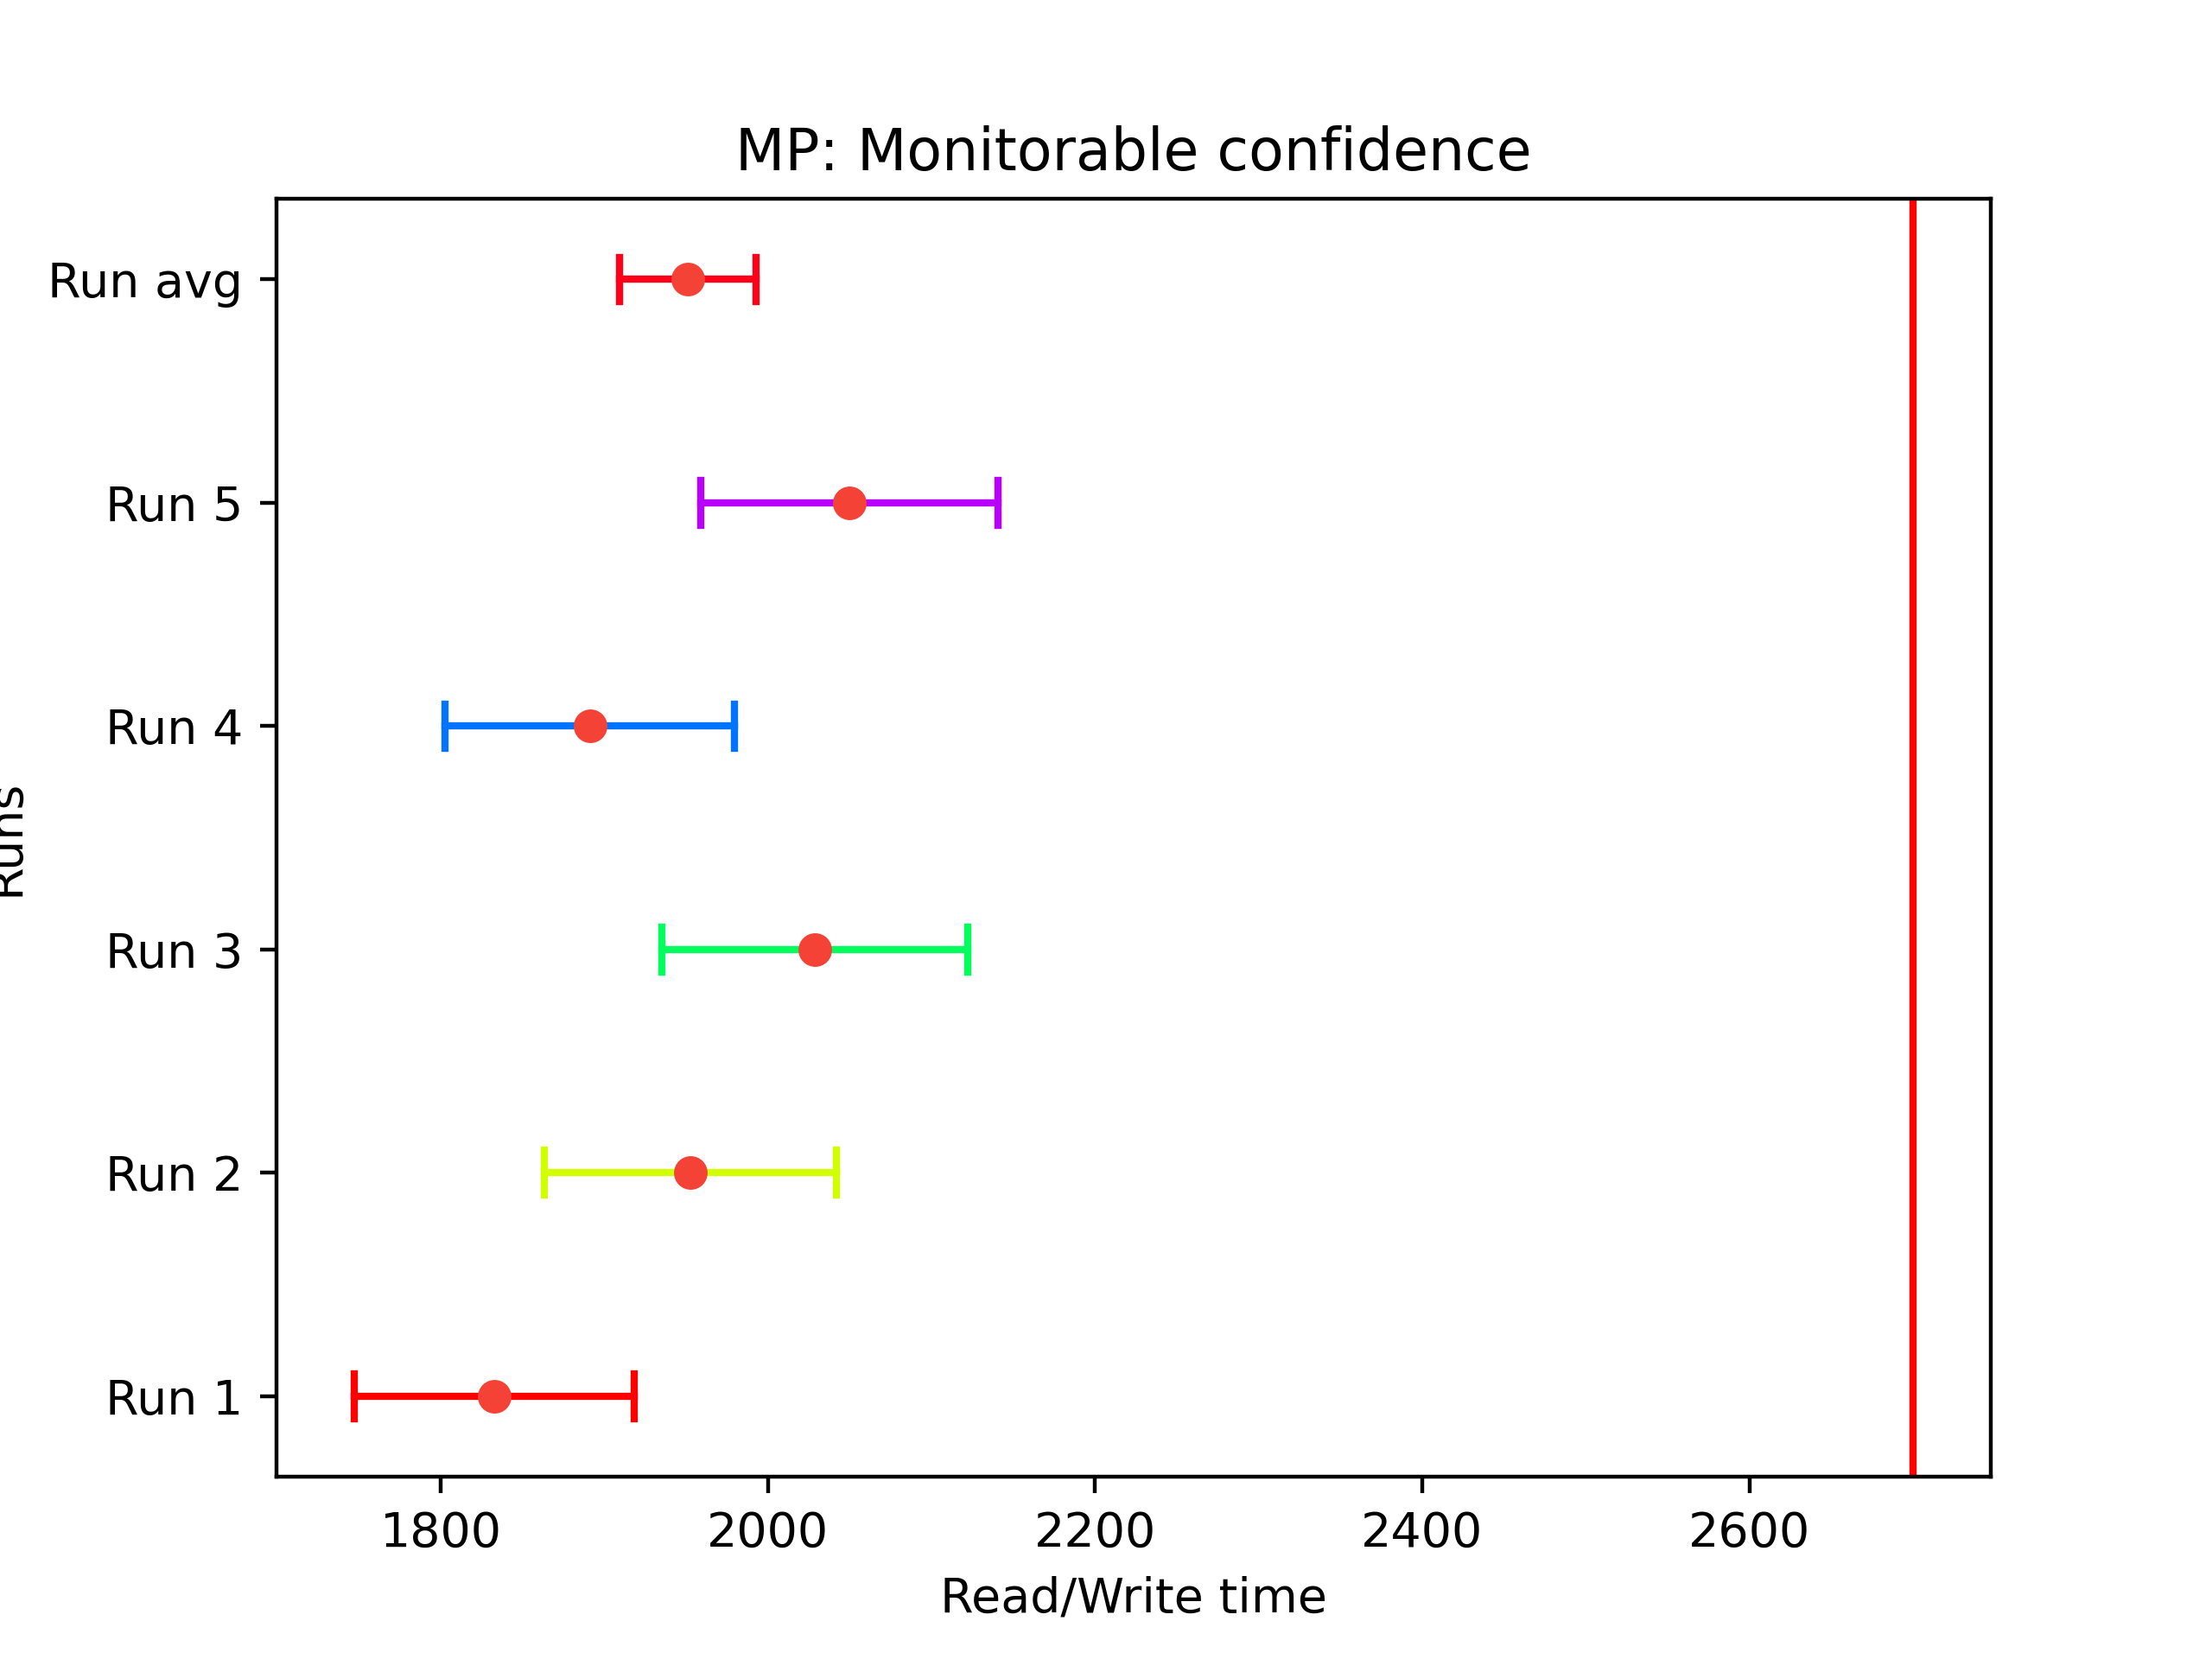 MP: Monitorable confidence
Run avg
Run 5
Run 4
Run 3
Run 2
Run 1
Runs
1800 2000 2200 2400 2600
Read/Write time